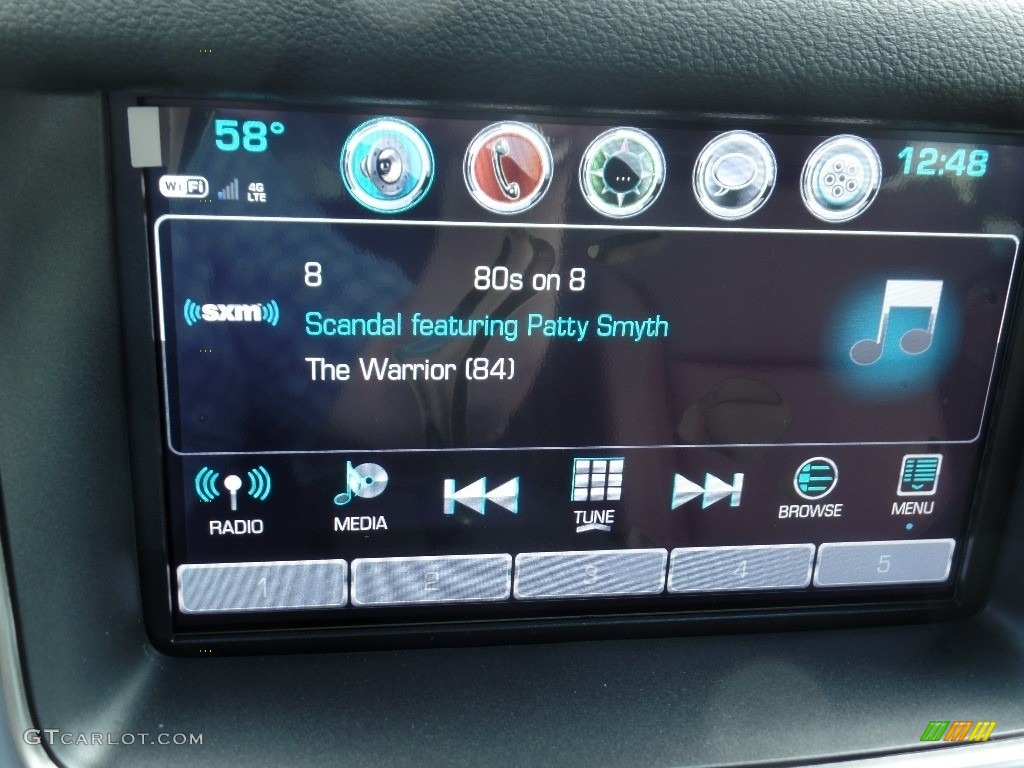 58°
12:48
WiFi
4G
LTE
8
80s on 8
sxm
Scandal featuring Patty Smyth
The Warrior (84)
RADIO
MEDIA
TUNE
BROWSE
MENU
1
2
3
4
5
GTCARLOT.COM